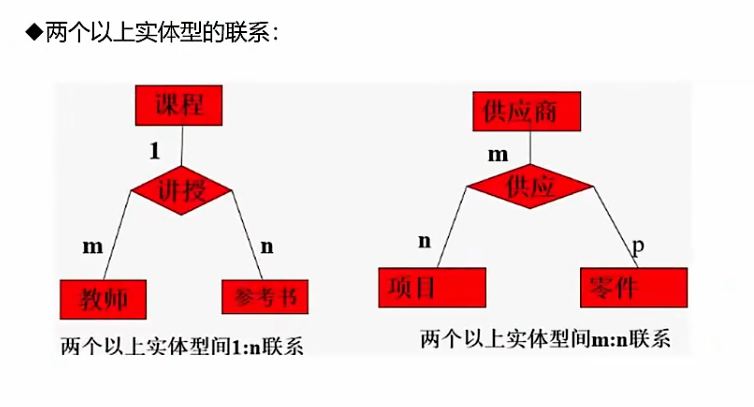 ◆两个以上实体型的联系：
课程
1
讲授
m
n
教师
参考书
两个以上实体型间1:n联系
供应商
m
供应
n
p
项目
零件
两个以上实体型间m:n联系